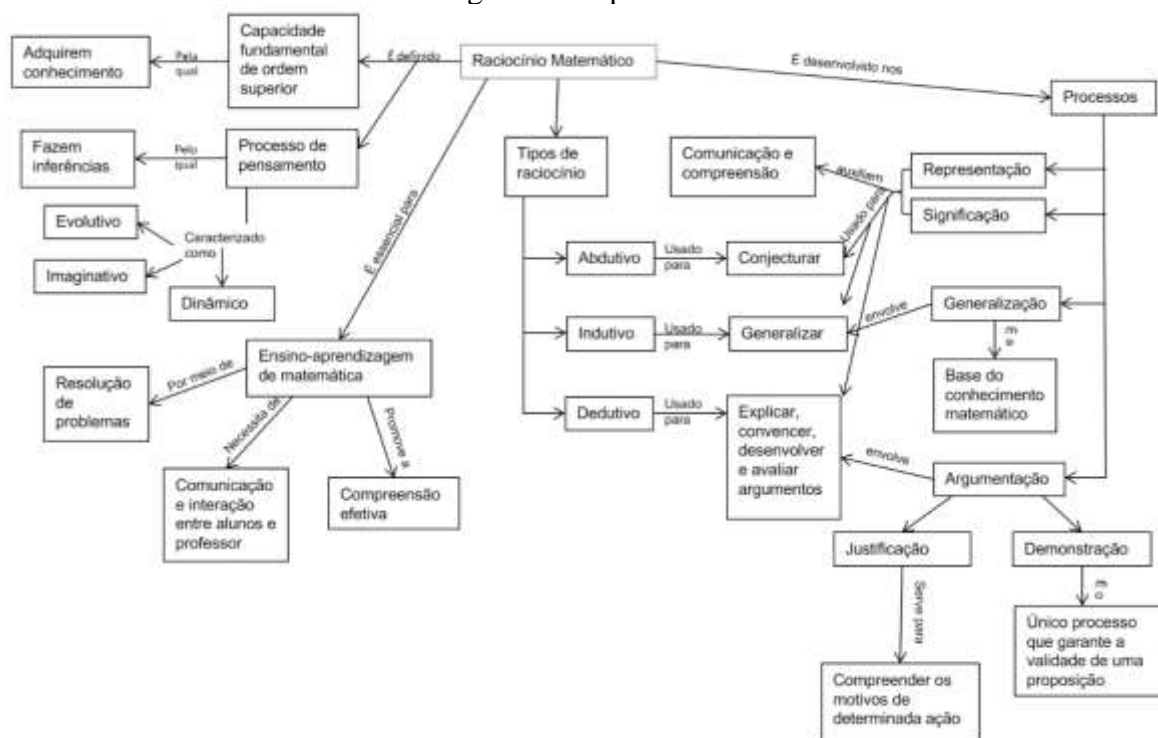 Adquirem
conhecimento
Pela
qual
Capacidade
fundamental
de ordem
superior
É definido
Raciocínio Matemático
É desenvolvido nos
Processos
Fazem
inferências
Pelo
qual
Processo de
pensamento
Tipos de
raciocínio
Comunicação e
compreensão
auxiliam
Representação
Significação
Usado para
Evolutivo
Caracterizado
como
Imaginativo
Dinâmico
É essencial para
Abdutivo
Usado
para
Conjecturar
Indutivo
Usado
para
Generalizar
envolve
Generalização
Base do
conhecimento
matemático
Ensino-aprendizagem
de matemática
Por meio de
Resolução
de
problemas
Necessita de
Promove a
Comunicação
e interação
entre alunos e
professor
Compreensão
efetiva
Dedutivo
Usado
para
Explicar,
convencer,
desenvolver
e avaliar
argumentos
envolve
Argumentação
Justificação
Demonstração
Serve para
Compreender os
motivos de
determinada ação
Único processo
que garante a
validade de uma
proposição